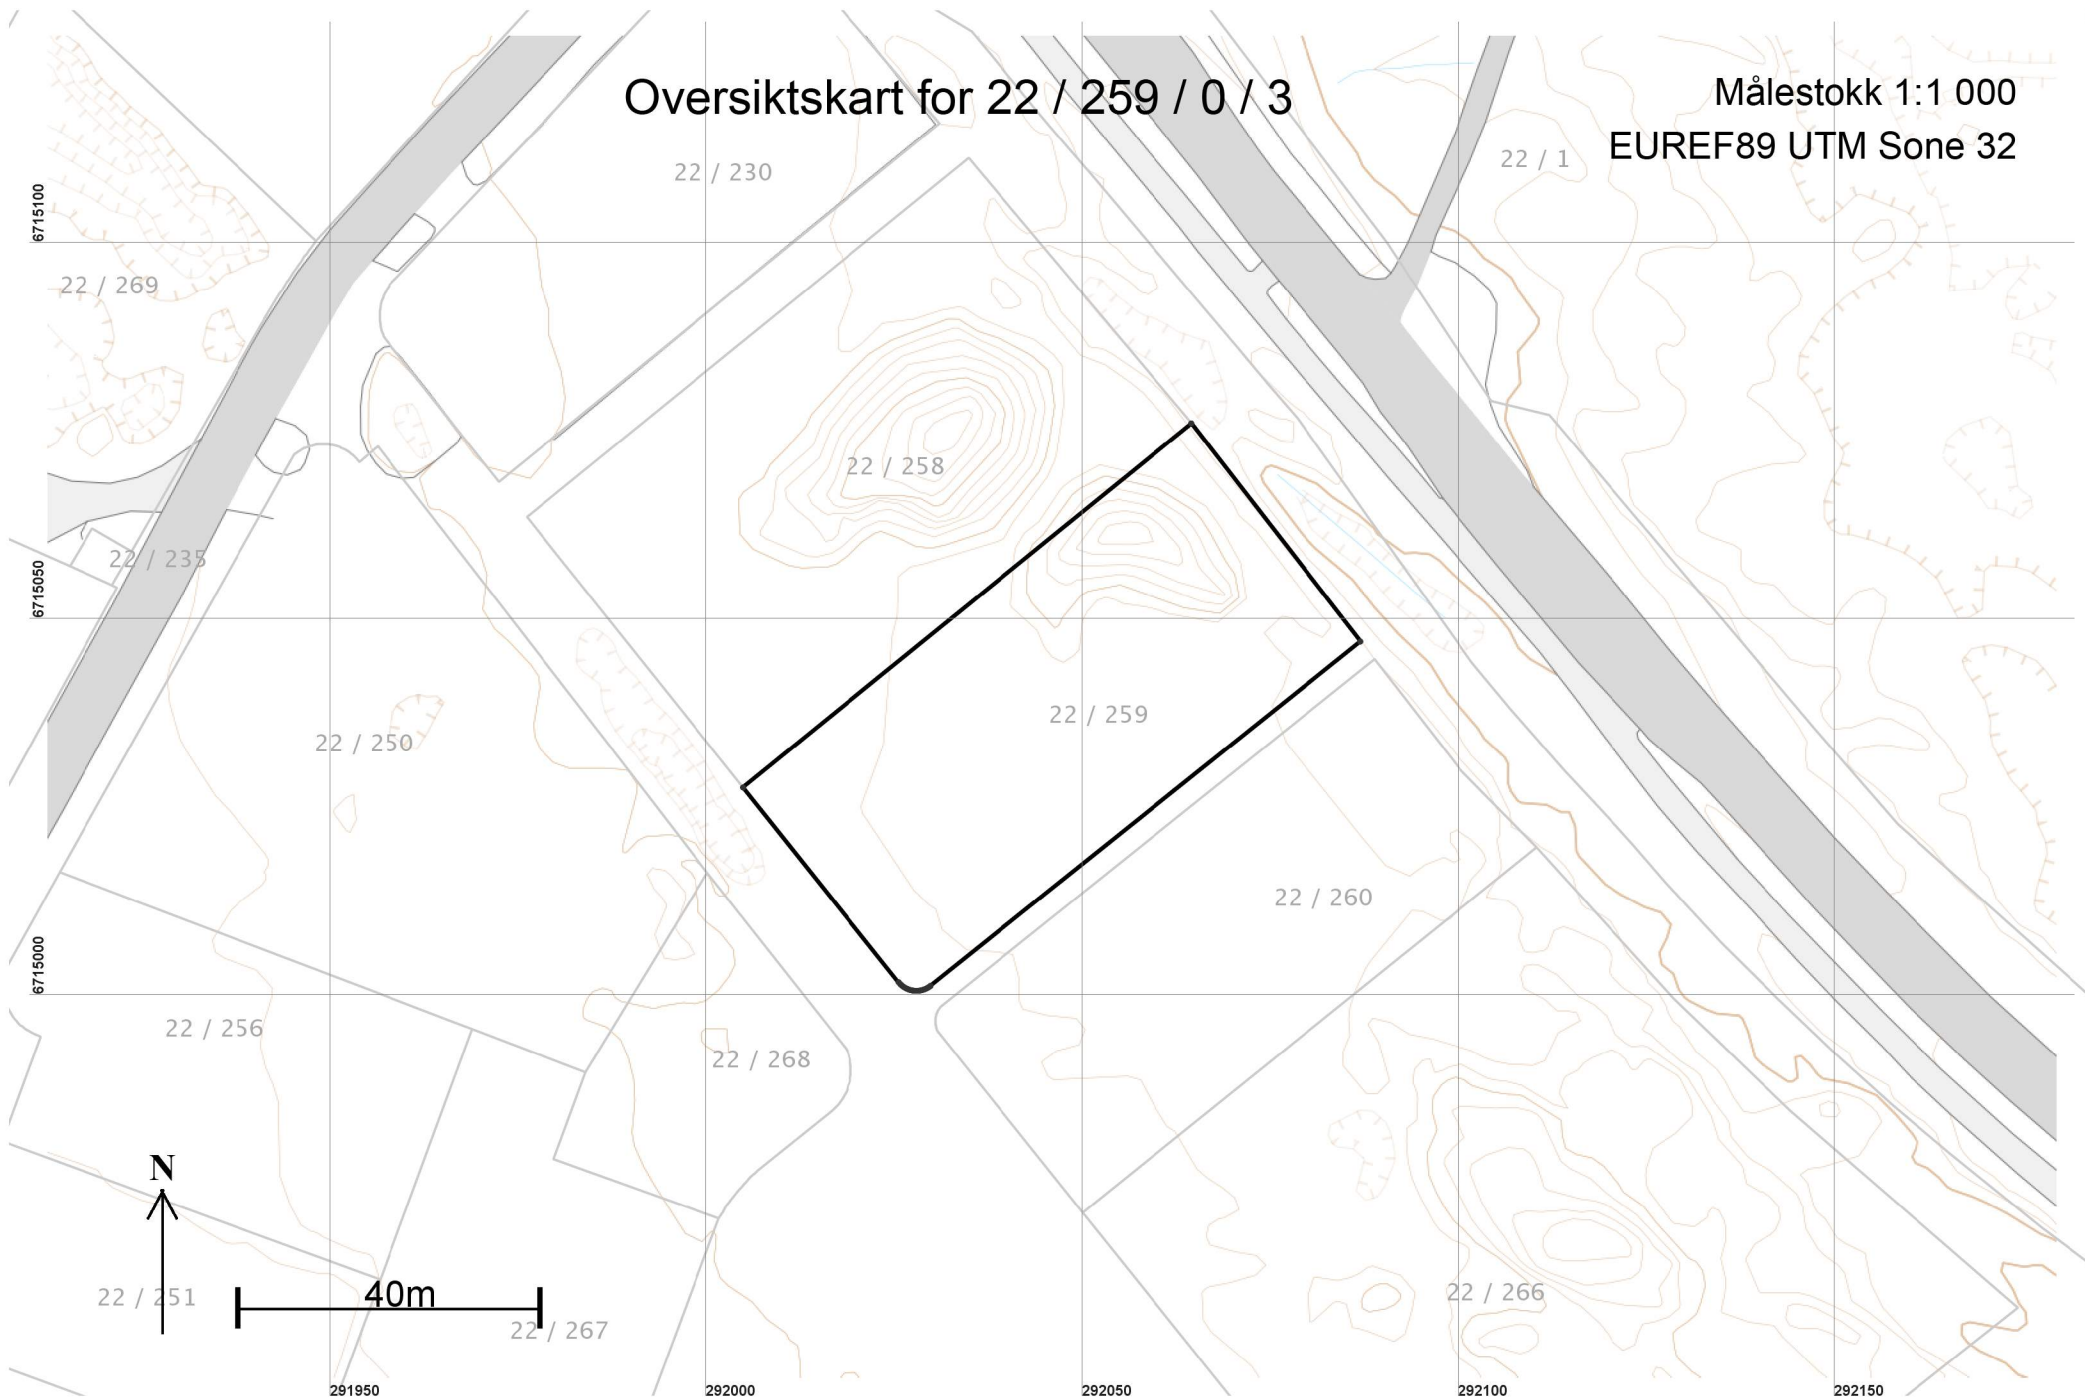 Oversiktskart for 22 / 259 / 0 / 3
Målestokk 1:1 000
EUREF89 UTM Sone 32
22 / 1
22 / 230
6715100
22 / 269
22 / 258
22 / 235
6715050
22 / 259
22 / 250
22 / 260
6715000
22 / 256
22 / 268
N
22 / 251
40m
22 / 266
22 / 267
291950
292000
292050
292100
292150